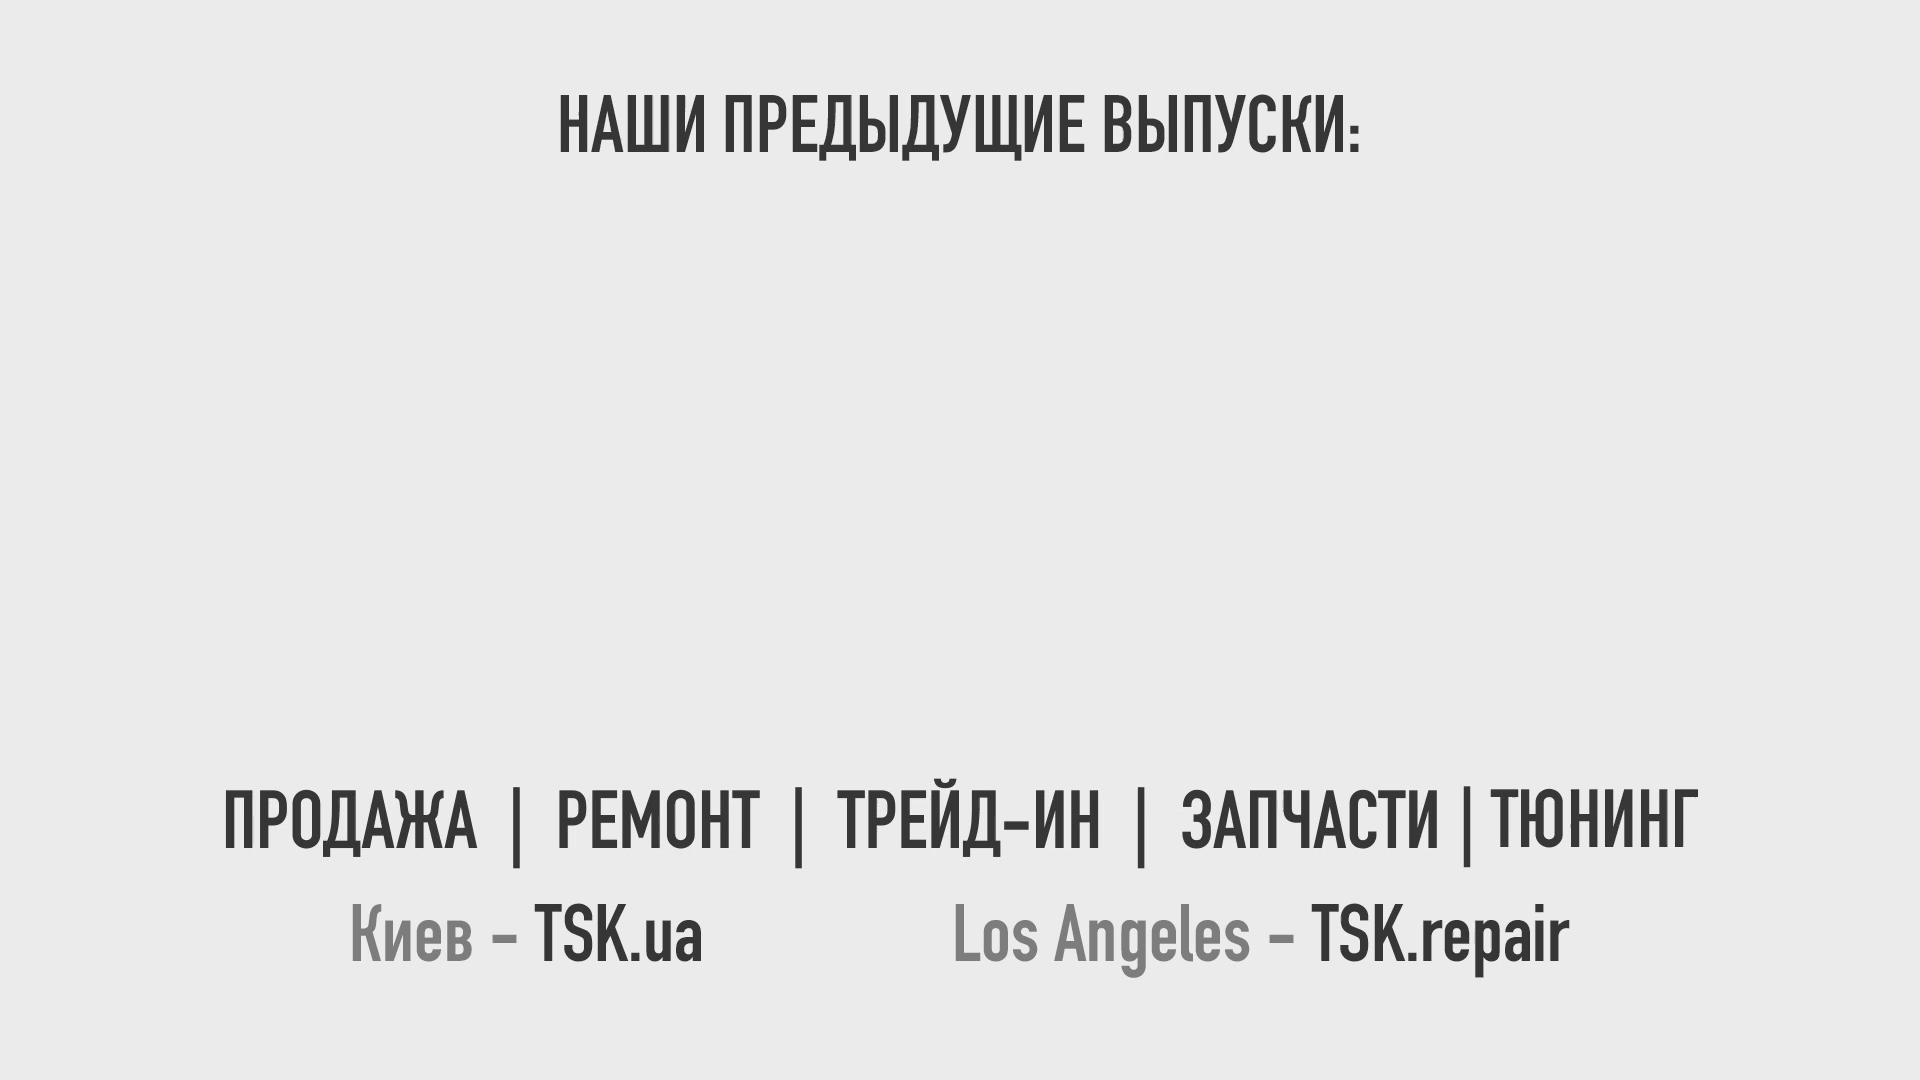 НАШИ ПРЕДЫДУЩИЕ ВЫПУСКИ:
ПРОДАЖА | РЕМОНТ | ТРЕЙД-ИН | ЗАПЧАСТИ | ТЮНИНГ
Киев - TSK.ua Los Angeles - TSK.repair